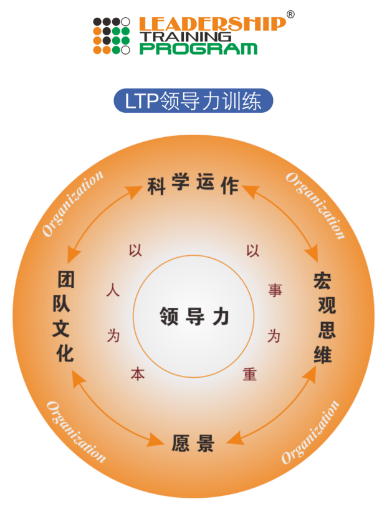 LEADERSHIP®
TRAINING
PROGRAM
LTP领导力训练
Organization
科学运作
Organization
团队文化
以人为本
领导力
以事为重
宏观思维
Organization
愿景
Organization